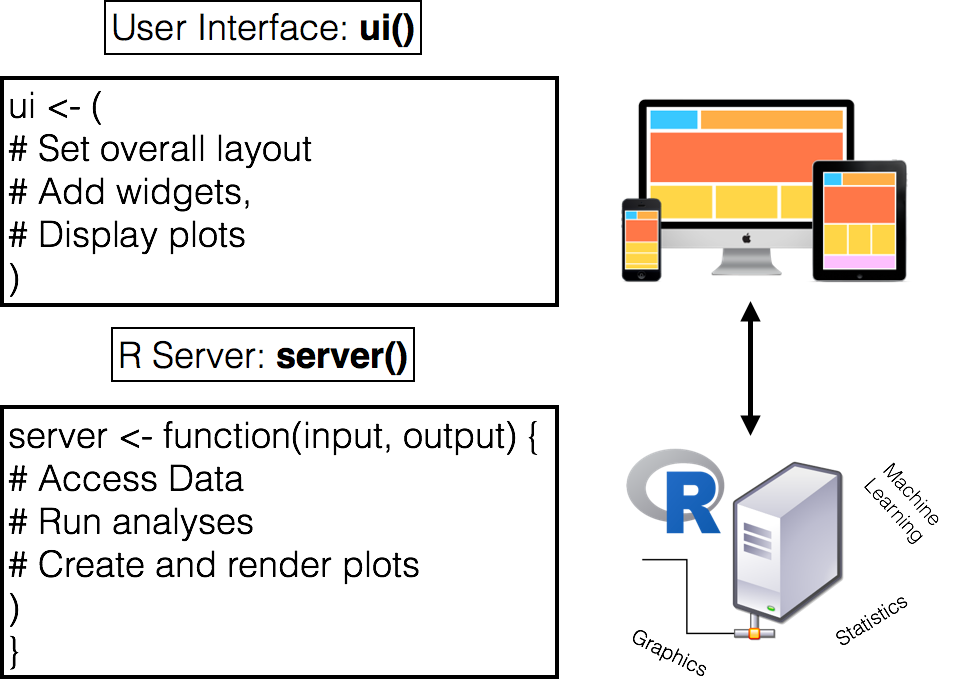 User Interface: ui()
ui <- (
# Set overall layout
# Add widgets,
# Display plots
)
R Server: server()
server <- function(input, output) {
# Access Data
# Run analyses
# Create and render plots
)
}
R
Machine
Learning
Statistics
Graphics